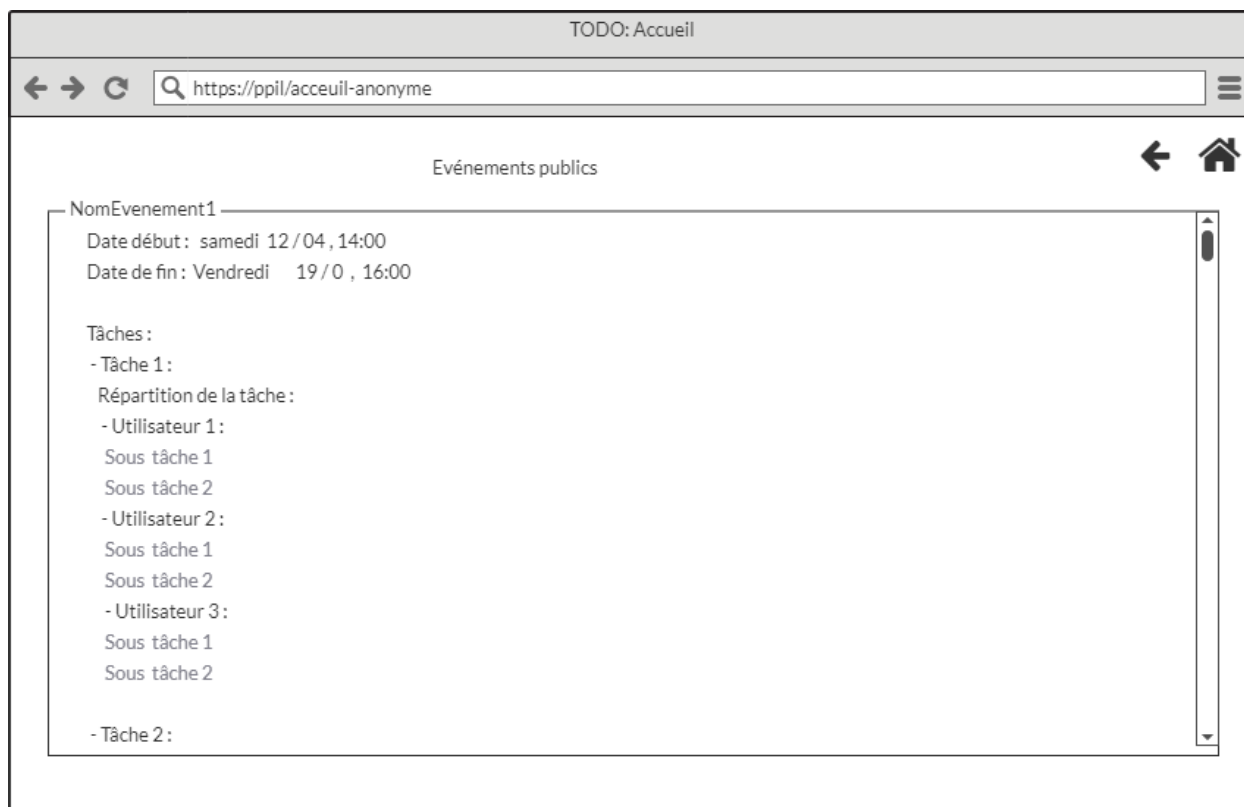 TODO: Accueil
https://ppil/acceuil-anonyme
Evénements publics
NomEvenement1
Date début : samedi 12 / 04 , 14:00
Date de fin : Vendredi 19 / 0 , 16:00
Tâches :
- Tâche 1 :
Répartition de la tâche :
- Utilisateur 1 :
Sous tâche 1
Sous tâche 2
- Utilisateur 2 :
Sous tâche 1
Sous tâche 2
- Utilisateur 3 :
Sous tâche 1
Sous tâche 2
- Tâche 2 :